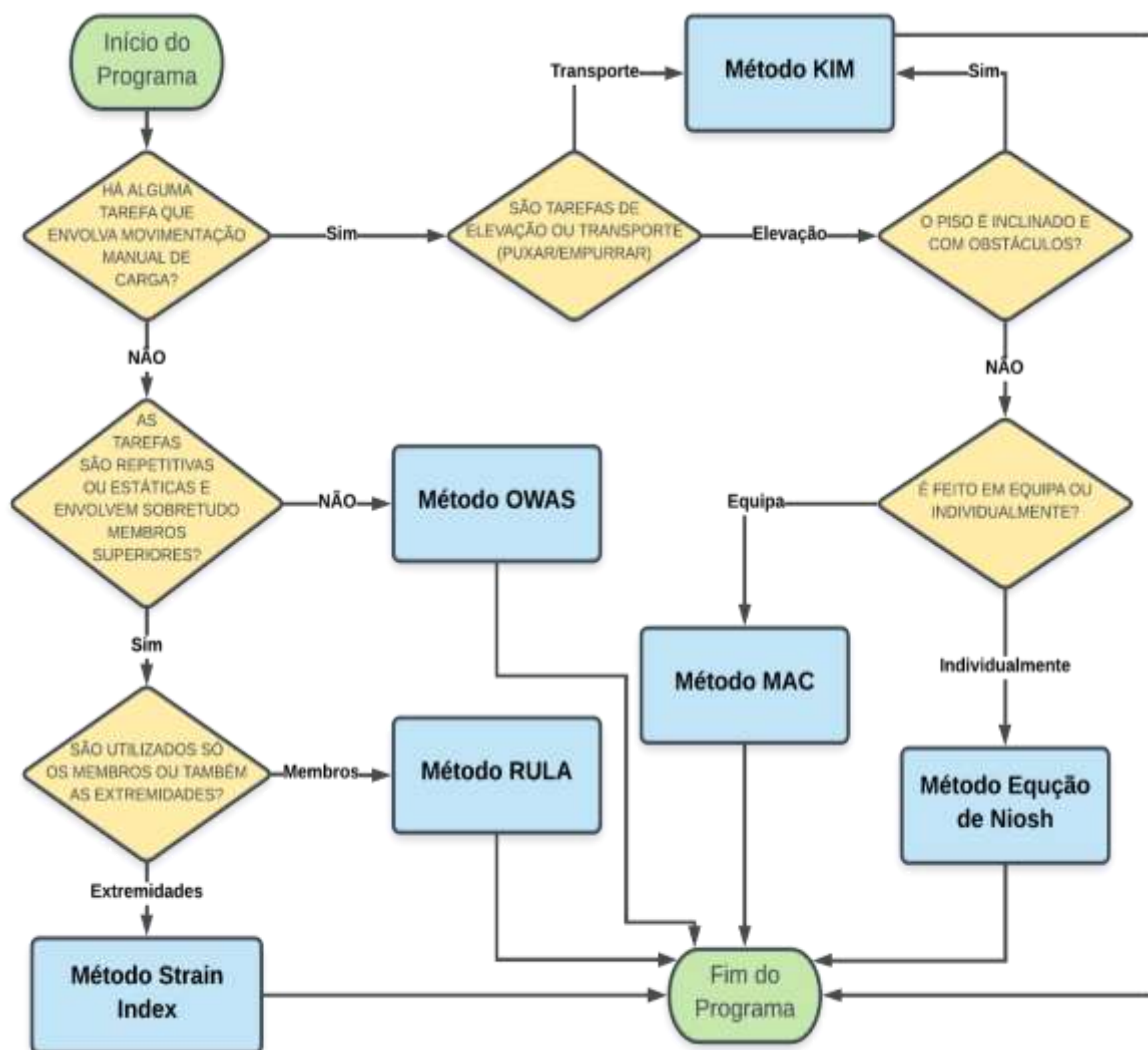 Início do
Programa
Transporte
Método KIM
Sim
HÁ ALGUMA
TAREFA QUE
ENVOLVA MOVIMENTAÇÃO
MANUAL DE
CARGA?
Sim
SÃO TAREFAS DE
ELEVAÇÃO OU TRANSPORTE
(PUXAR/EMPURRAR)
Elevação
O PISO É INCLINADO E
COM OBSTÁCULOS?
NÃO
NÃO
AS
TAREFAS
SÃO REPETITIVAS
OU ESTÁTICAS E
ENVOLVEM SOBRETUDO
MEMBROS
SUPERIORES?
NÃO
Método OWAS
Equipa
É FEITO EM EQUIPA OU
INDIVIDUALMENTE?
Sim
Método MAC
Individualmente
SÃO UTILIZADOS SÓ
OS MEMBROS OU TAMBÉM
AS EXTREMIDADES?
Membros
Método RULA
Método Equção
de Niosh
Extremidades
Método Strain
Index
Fim do
Programa